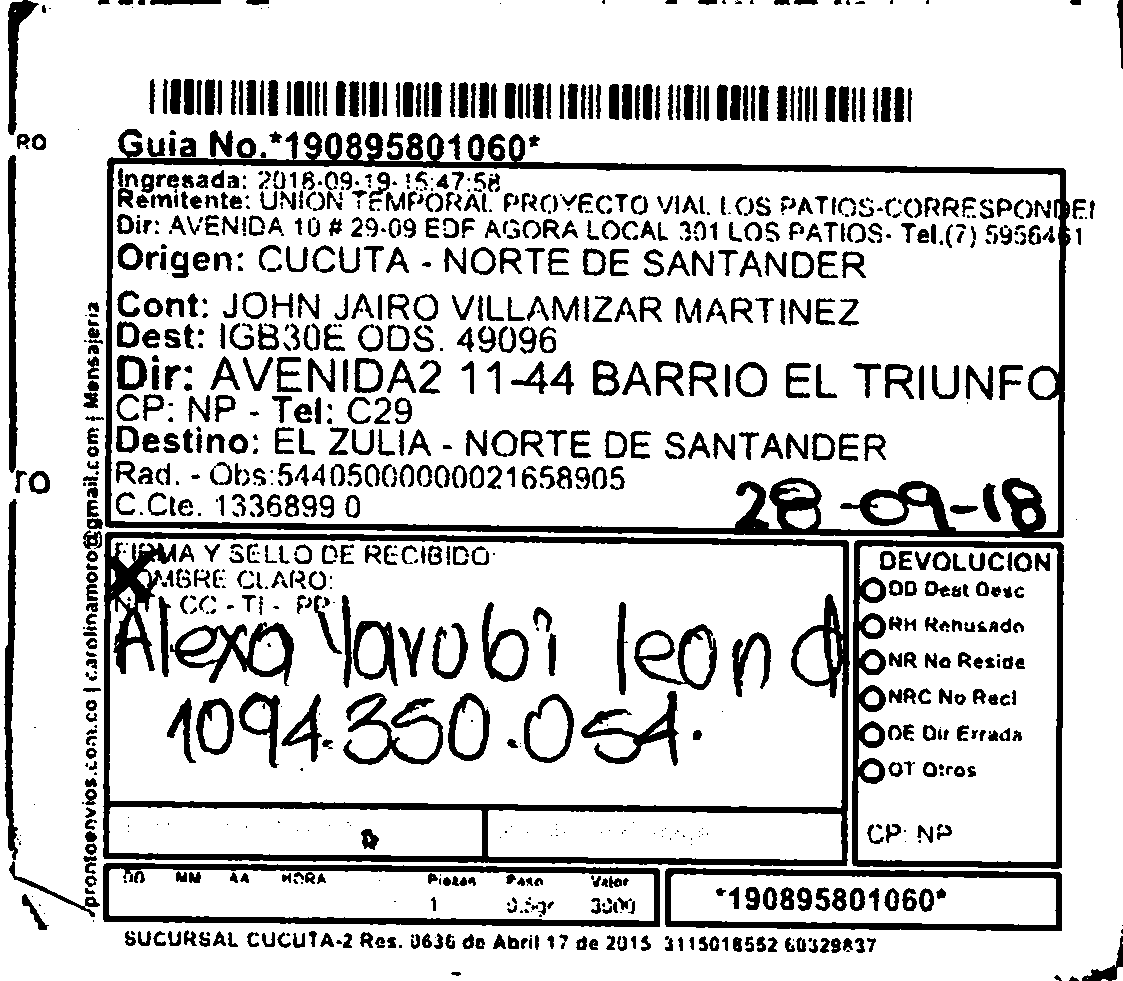 RO
Guia No.*190895801060*
Ingresada: 2018-09-19-15:47:58
Remitente: UNION TEMPORAL PROYECTO VIAL LOS PATIOS-CORRESPONDEN
Dir: AVENIDA 10 # 29-09 EDF AGORA LOCAL 301 LOS PATIOS- Tel.(7) 5956461
Origen: CUCUTA - NORTE DE SANTANDER
Cont: JOHN JAIRO VILLAMIZAR MARTINEZ
Dest: IGB30E ODS. 49096
Dir: AVENIDA2 11-44 BARRIO EL TRIUNFO
CP: NP - Tel: C29
Destino: EL ZULIA - NORTE DE SANTANDER
Rad. - Obs:544050000000021658905
C.Cte. 1336899 0
28-09-18
prontoenvios.com.co | carolinamoro@gmail.com | Mensajeria
TO
FIRMA Y SELLO DE RECIBIDO:
X NOMBRE CLARO:
NIT - CC - TI - PP:
Alexa Yarubi leon d
1094.350.054.
DEVOLUCION
DD Dest Desc
RH Rehusado
NR No Reside
NRC No Recl
DE Dir Errada
OT Otros
CP: NP
DD MM AA HORA Piezas Peso Valor
1 0.5gr 3000
*190895801060*
SUCURSAL CUCUTA-2 Res. 0636 de Abril 17 de 2015 3115018552 60329837